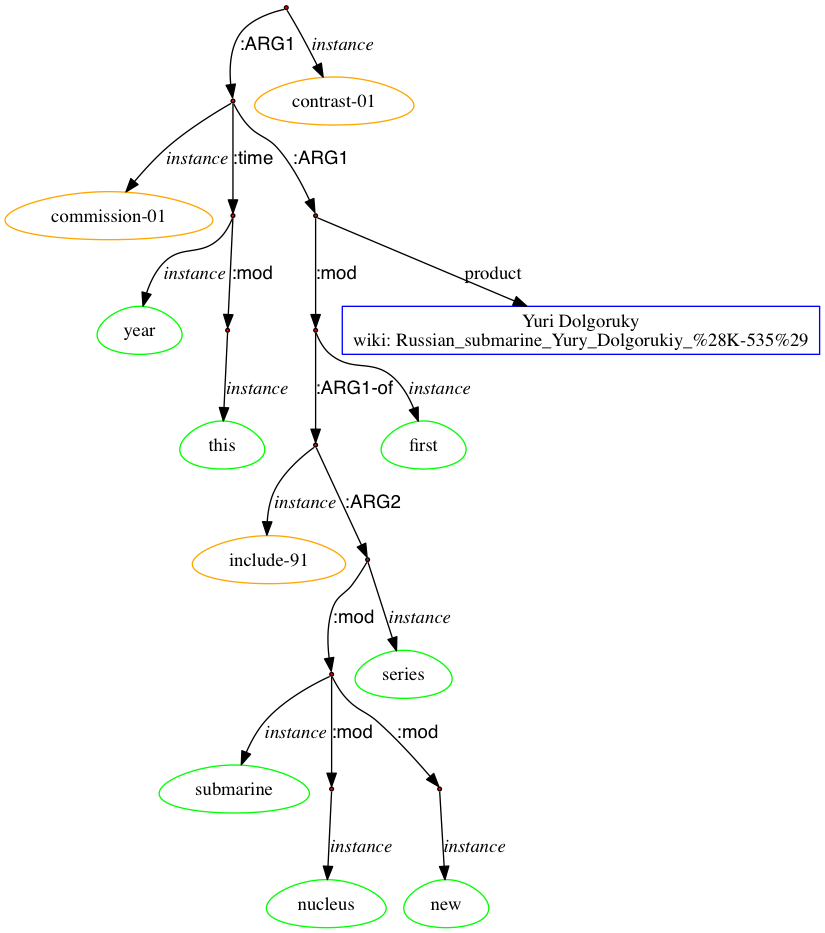 :ARG1
instance
contrast-01
instance
:time
:ARG1
commission-01
instance
:mod
:mod
product
year
Yuri Dolgoruky
wiki: Russian_submarine_Yury_Dolgorukiy_%28K-535%29
instance
:ARG1-of
instance
this
first
instance
:ARG2
include-91
:mod
instance
series
instance
:mod
:mod
submarine
instance
instance
nucleus
new